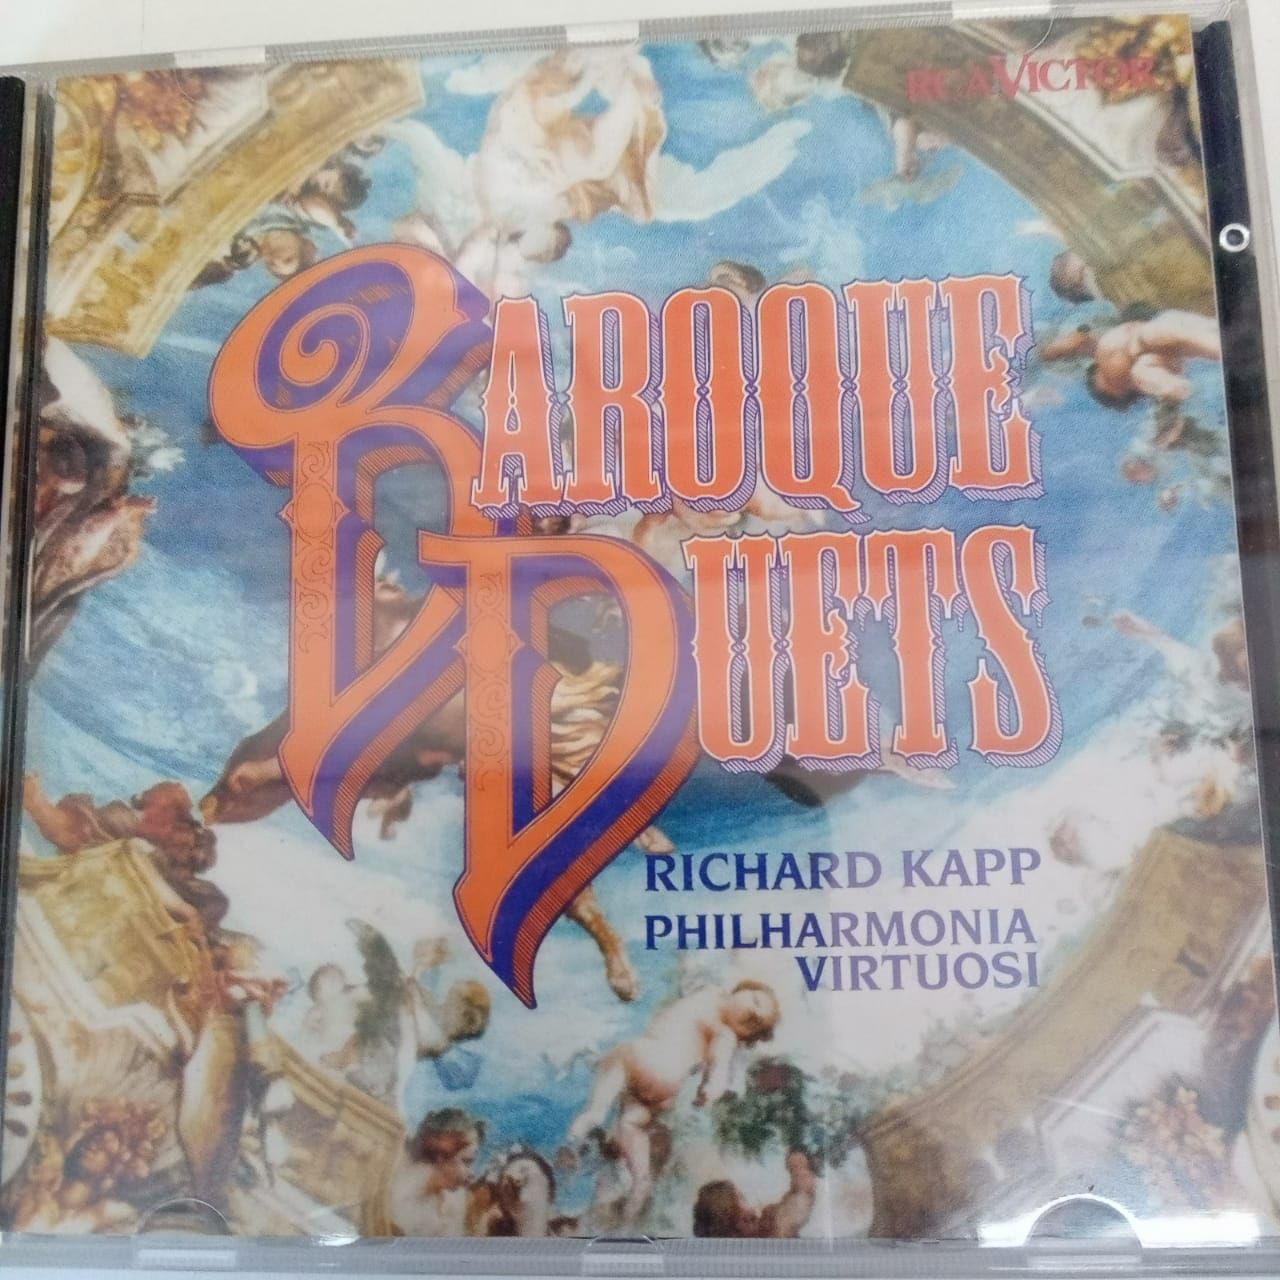 RCA VICTOR
BAROQUE
DUETS
RICHARD KAPP
PHILHARMONIA
VIRTUOSI